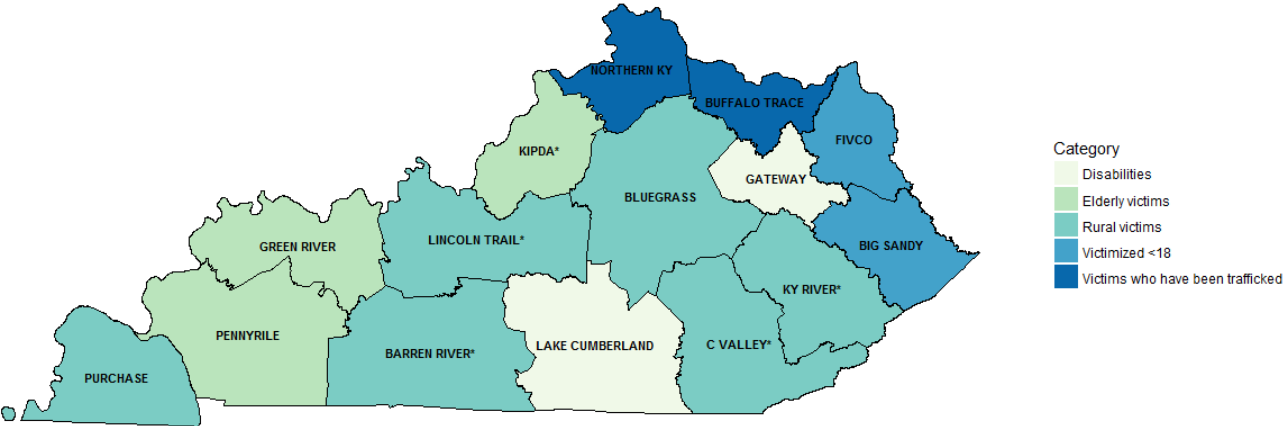 NORTHERN KY
BUFFALO TRACE
FIVCO
KIPDA*
GATEWAY
BLUEGRASS
GREEN RIVER
LINCOLN TRAIL*
BIG SANDY
KY RIVER*
PENNYRILE
BARREN RIVER*
LAKE CUMBERLAND
C VALLEY*
PURCHASE
Category
Disabilities
Elderly victims
Rural victims
Victimized <18
Victims who have been trafficked